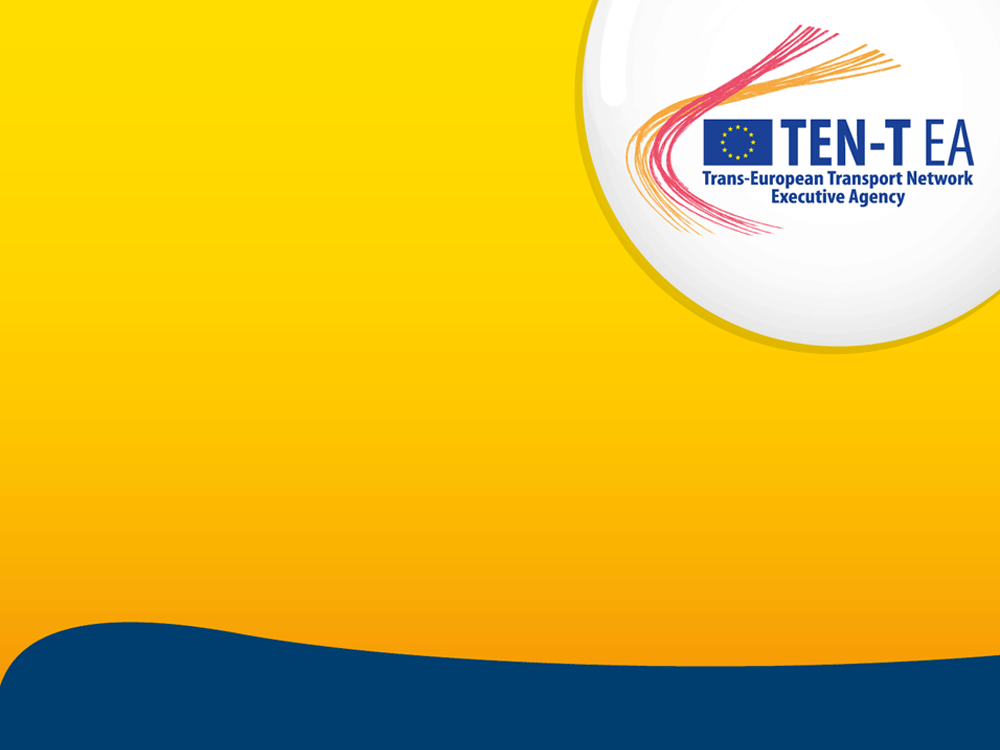 TEN-T EA
Trans-European Transport Network
Executive Agency